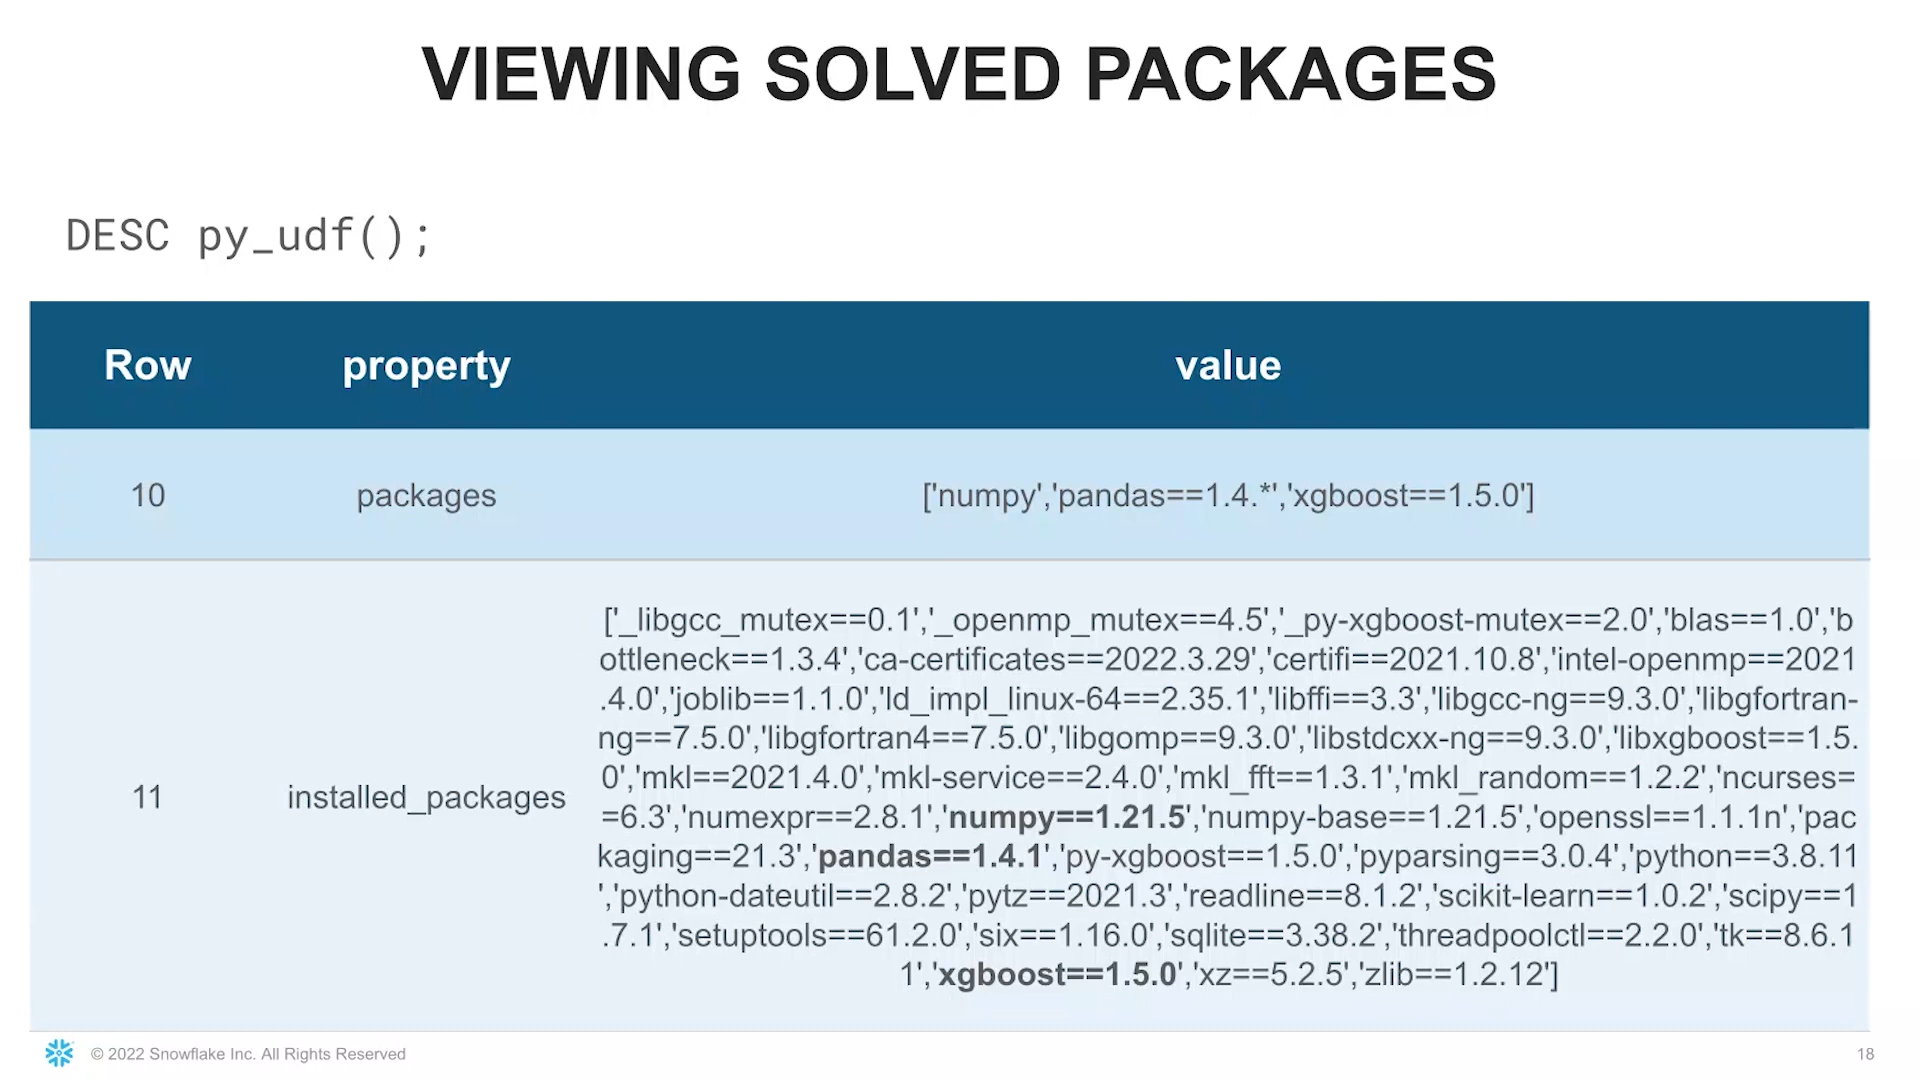 VIEWING SOLVED PACKAGES
DESC py_udf();
Row property value
10 packages ['numpy','pandas==1.4.*','xgboost==1.5.0']
11 installed_packages
['_libgcc_mutex==0.1','_openmp_mutex==4.5','_py-xgboost-mutex==2.0','blas==1.0','b
ottleneck==1.3.4','ca-certificates==2022.3.29','certifi==2021.10.8','intel-openmp==2021
.4.0','joblib==1.1.0','ld_impl_linux-64==2.35.1','libffi==3.3','libgcc-ng==9.3.0','libgfortran-
ng==7.5.0','libgfortran4==7.5.0','libgomp==9.3.0','libstdcxx-ng==9.3.0','libxgboost==1.5.
0','mkl==2021.4.0','mkl-service==2.4.0','mkl_fft==1.3.1','mkl_random==1.2.2','ncurses=
=6.3','numexpr==2.8.1','numpy==1.21.5','numpy-base==1.21.5','openssl==1.1.1n','pac
kaging==21.3','pandas==1.4.1','py-xgboost==1.5.0','pyparsing==3.0.4','python==3.8.11
','python-dateutil==2.8.2','pytz==2021.3','readline==8.1.2','scikit-learn==1.0.2','scipy==1
.7.1','setuptools==61.2.0','six==1.16.0','sqlite==3.38.2','threadpoolctl==2.2.0','tk==8.6.1
1','xgboost==1.5.0','xz==5.2.5','zlib==1.2.12']
© 2022 Snowflake Inc. All Rights Reserved
18